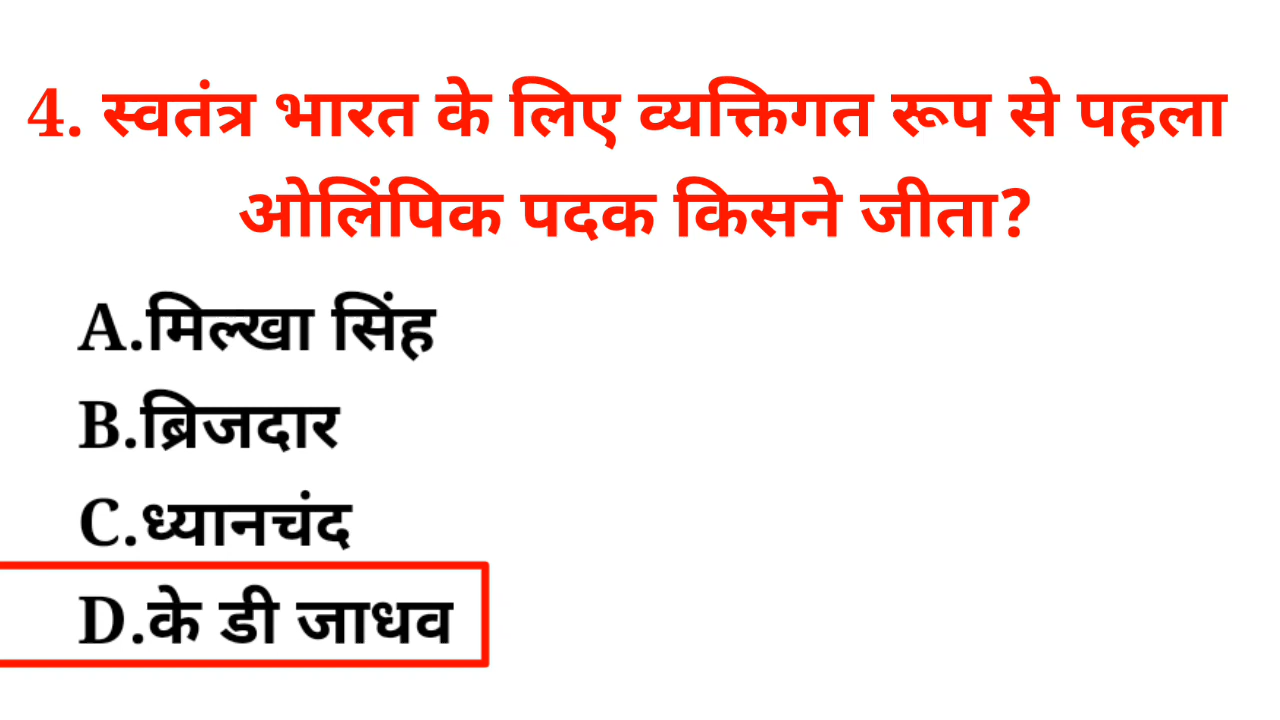 4. स्वतंत्र भारत के लिए व्यक्तिगत रूप से पहला
ओलिंपिक पदक किसने जीता?
A.मिल्खा सिंह
B.ब्रिजदार
C.ध्यानचंद
D.के डी जाधव